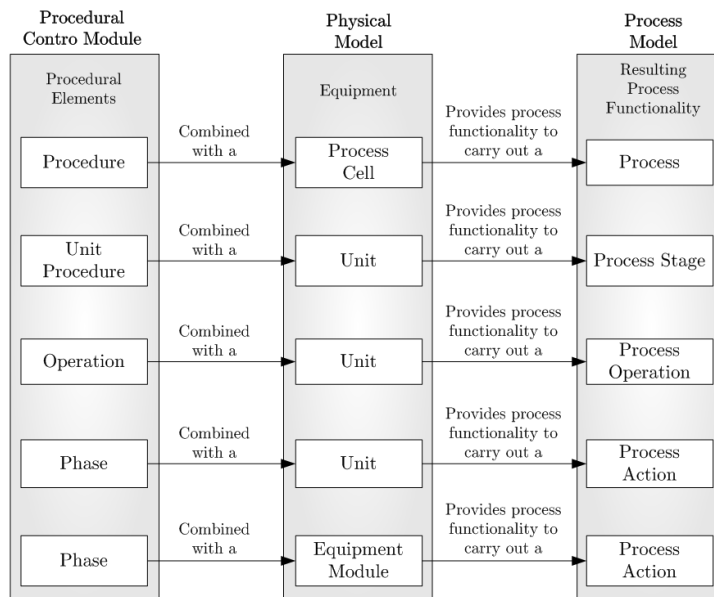 Procedural
Contro Module
Physical
Model
Process
Model
Procedural
Elements
Equipment
Resulting
Process
Functionality
Procedure
Combined
with a
Process
Cell
Provides process
functionality to
carry out a
Process
Unit
Procedure
Combined
with a
Unit
Provides process
functionality to
carry out a
Process Stage
Operation
Combined
with a
Unit
Provides process
functionality to
carry out a
Process
Operation
Phase
Combined
with a
Unit
Provides process
functionality to
carry out a
Process
Action
Phase
Combined
with a
Equipment
Module
Provides process
functionality to
carry out a
Process
Action